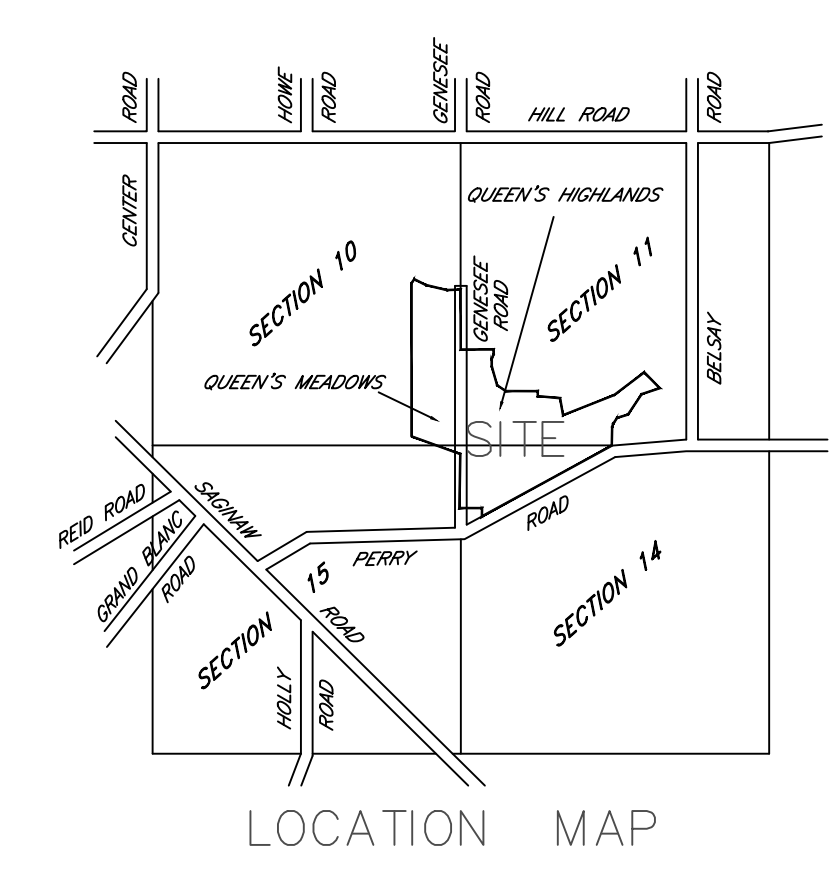 ROAD
HOWE
ROAD
GENESEE
ROAD
ROAD
HILL ROAD
CENTER
QUEEN'S HIGHLANDS
SECTION 10
GENESEE
ROAD
SECTION 11
BELSAY
QUEEN'S MEADOWS
SITE
REID ROAD
SAGINAW
GRAND BLANC
ROAD
ROAD
PERRY
SECTION 15
ROAD
SECTION 14
HOLLY
ROAD
LOCATION MAP